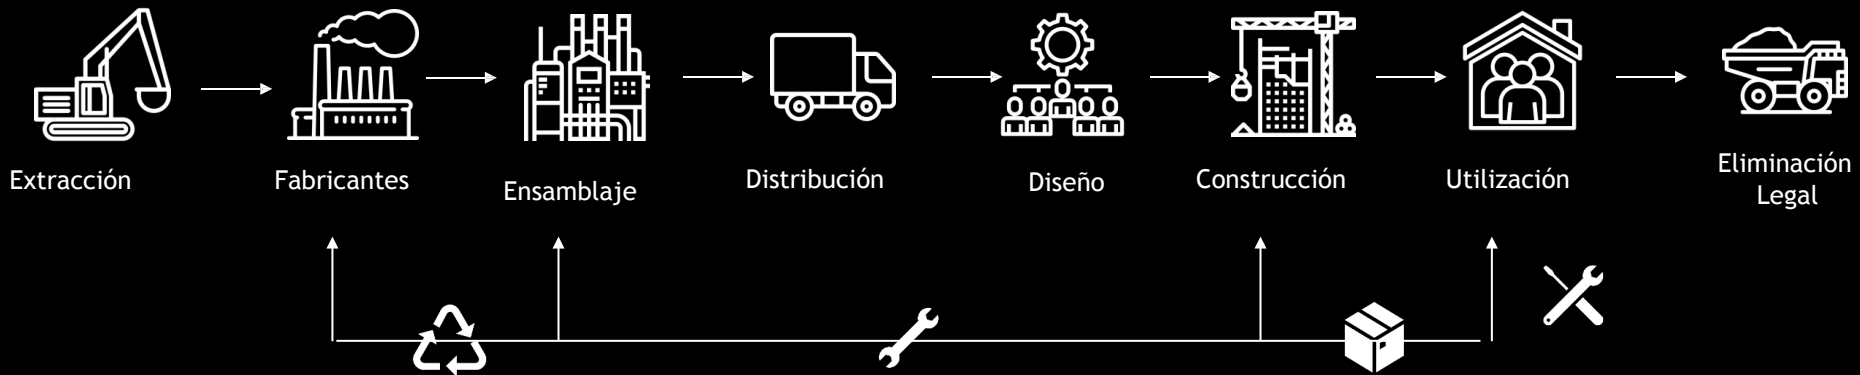 Extracción
Fabricantes
Ensamblaje
Distribución
Diseño
Construcción
Utilización
Eliminación
Legal